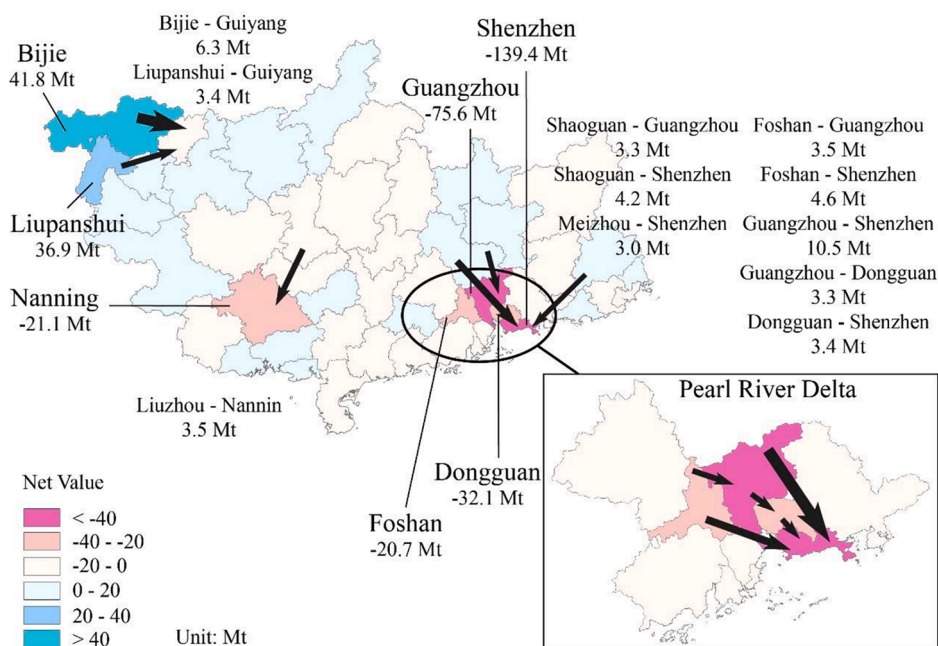 Bijie - Guiyang
6.3 Mt
Liupanshui - Guiyang
3.4 Mt
Bijie
41.8 Mt
Shenzhen
-139.4 Mt
Guangzhou
-75.6 Mt
Shaoguan - Guangzhou
3.3 Mt
Shaoguan - Shenzhen
4.2 Mt
Meizhou - Shenzhen
3.0 Mt
Foshan - Guangzhou
3.5 Mt
Foshan - Shenzhen
4.6 Mt
Guangzhou - Shenzhen
10.5 Mt
Guangzhou - Dongguan
3.3 Mt
Dongguan - Shenzhen
3.4 Mt
Liupanshui
36.9 Mt
Nanning
-21.1 Mt
Liuzhou - Nannin
3.5 Mt
Dongguan
-32.1 Mt
Foshan
-20.7 Mt
Pearl River Delta
Net Value
< -40
-40 - -20
-20 - 0
0 - 20
20 - 40
> 40
Unit: Mt